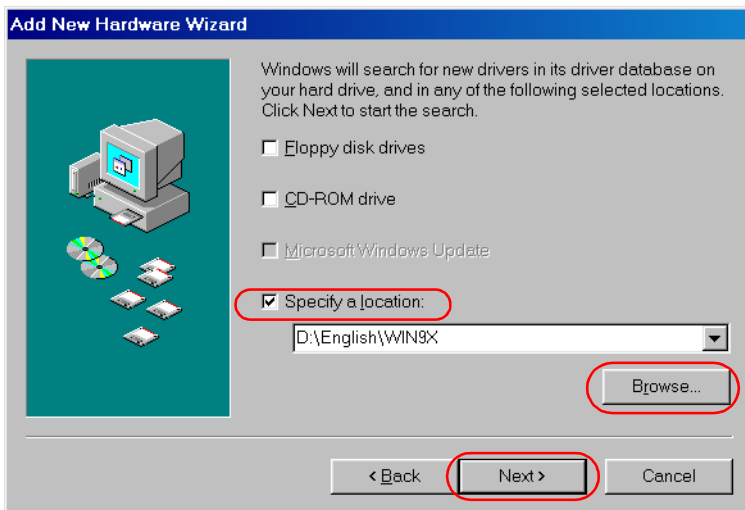 Add New Hardware Wizard
Windows will search for new drivers in its driver database on
your hard drive, and in any of the following selected locations.
Click Next to start the search.
Floppy disk drives
CD-ROM drive
Microsoft Windows Update
Specify a location:
D:\English\WIN9X
Browse...
< Back
Next >
Cancel